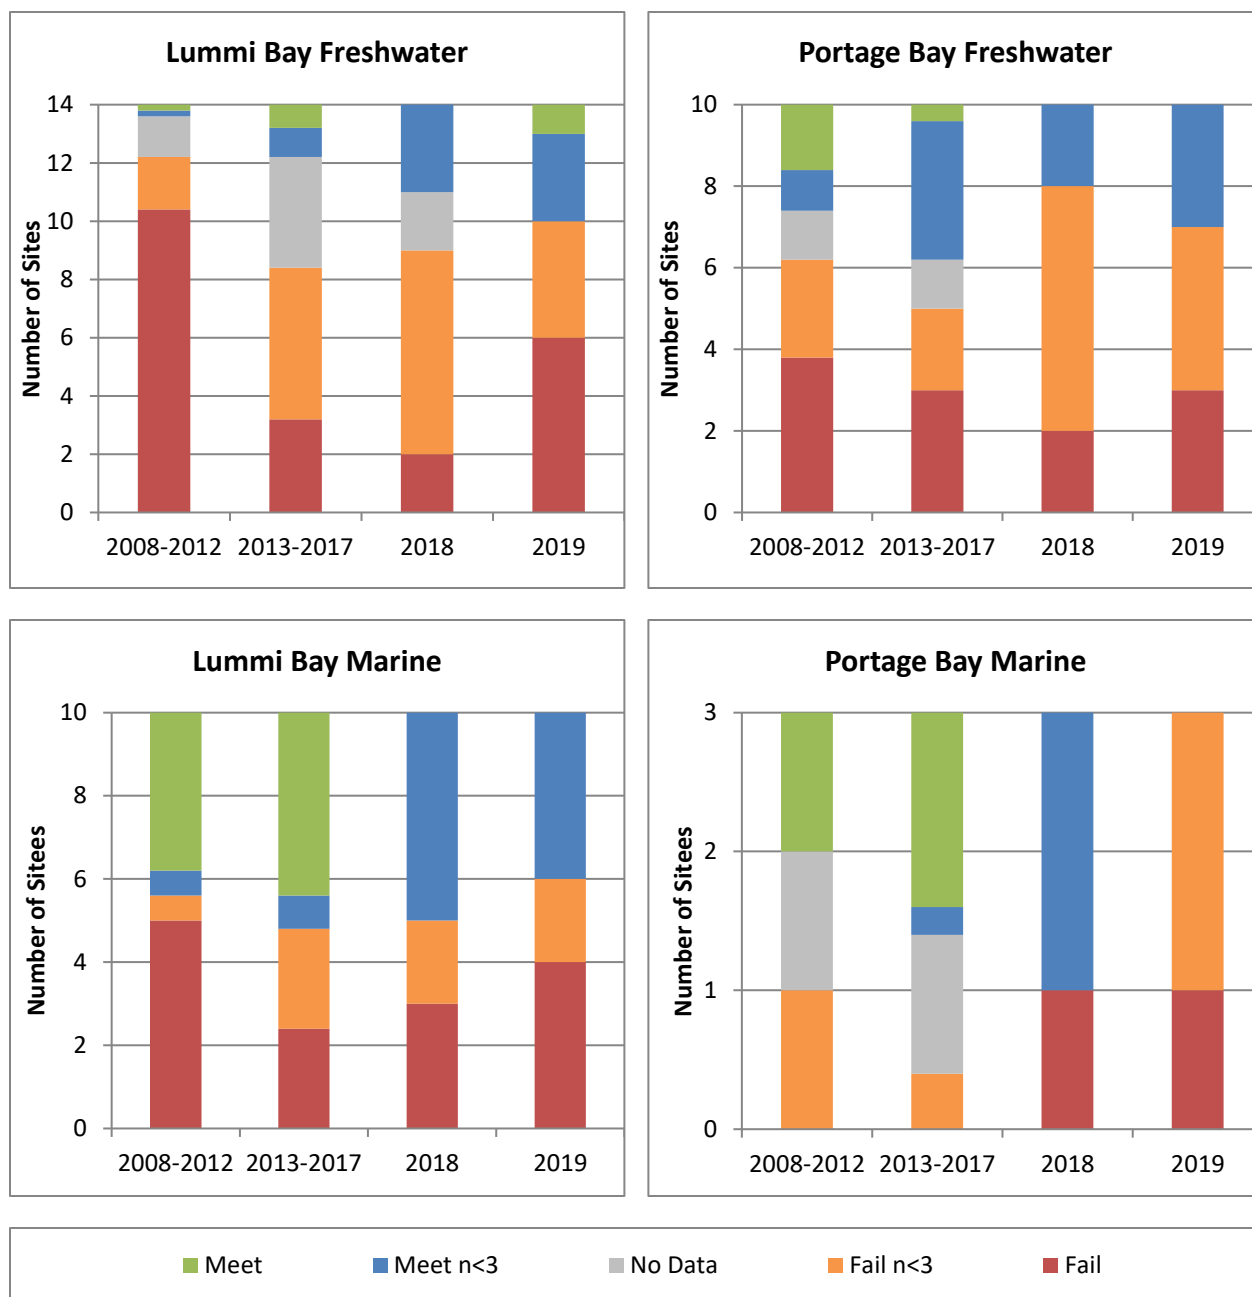 Lummi Bay Freshwater
Number of Sites
14
12
10
8
6
4
2
0
2008-2012 2013-2017 2018 2019
Portage Bay Freshwater
Number of Sites
10
8
6
4
2
0
2008-2012 2013-2017 2018 2019
Lummi Bay Marine
Number of Sitees
10
8
6
4
2
0
2008-2012 2013-2017 2018 2019
Portage Bay Marine
Number of Sites
3
2
1
0
2008-2012 2013-2017 2018 2019
Meet Meet n<3 No Data Fail n<3 Fail